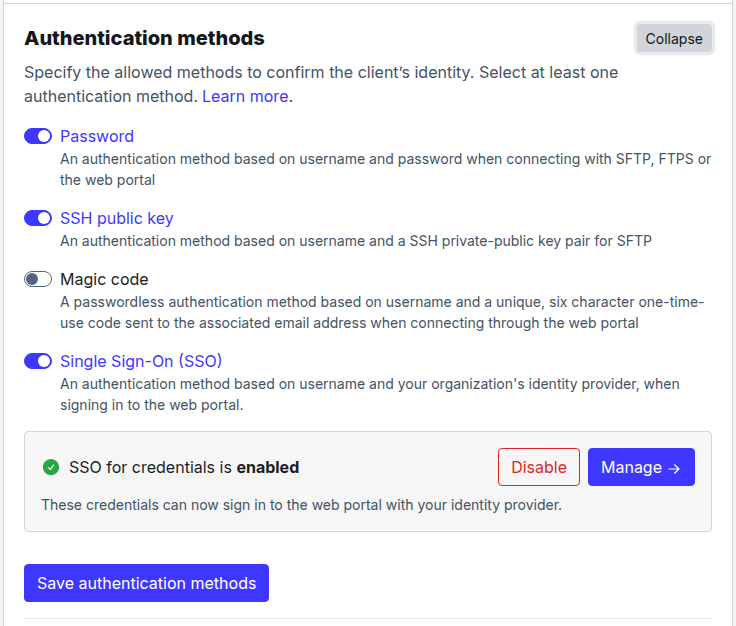 Authentication methods
Collapse
Specify the allowed methods to confirm the client’s identity. Select at least one
authentication method. Learn more.
Password
An authentication method based on username and password when connecting with SFTP, FTPS or
the web portal
SSH public key
An authentication method based on username and a SSH private-public key pair for SFTP
Magic code
A passwordless authentication method based on username and a unique, six character one-time-
use code sent to the associated email address when connecting through the web portal
Single Sign-On (SSO)
An authentication method based on username and your organization's identity provider, when
signing in to the web portal.
SSO for credentials is enabled
Disable
Manage →
These credentials can now sign in to the web portal with your identity provider.
Save authentication methods